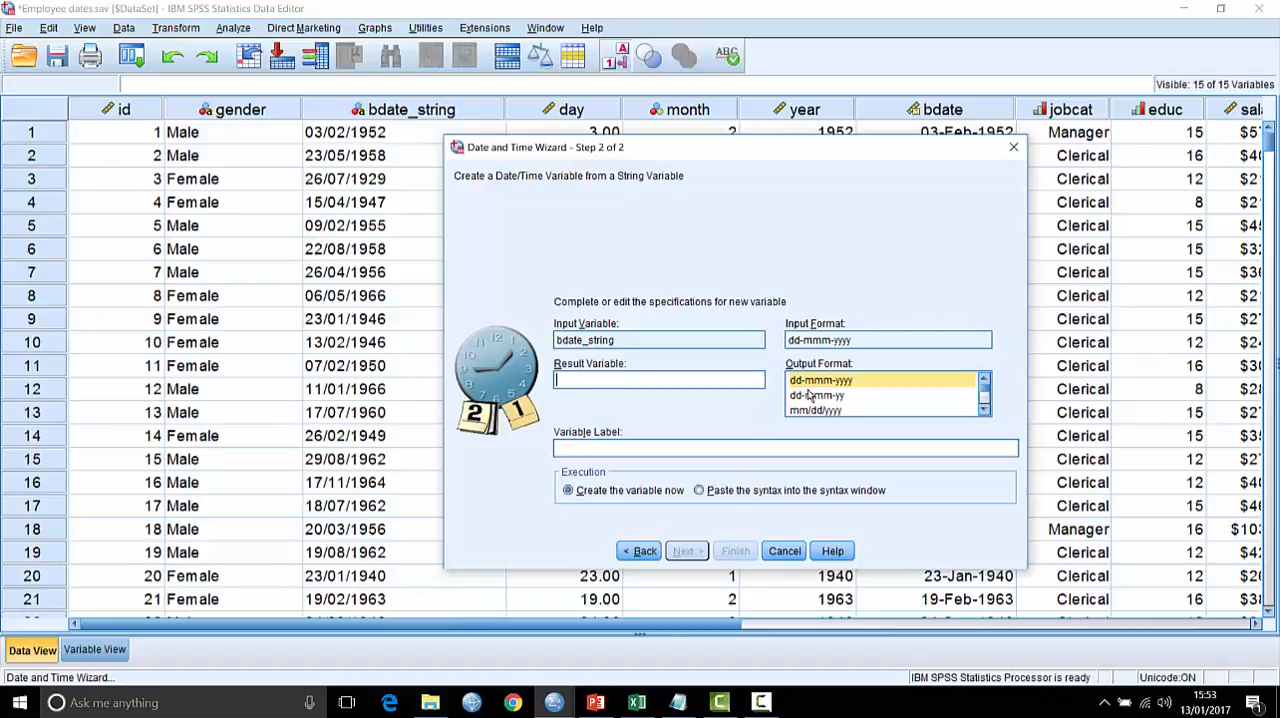 *Employee dates.sav [$DataSet] - IBM SPSS Statistics Data Editor
File Edit View Data Transform Analyze Direct Marketing Graphs Utilities Extensions Window Help
Visible: 15 of 15 Variables
id gender bdate_string day month year bdate jobcat educ
1 1 Male 03/02/1952 3.00 2 1952 03-Feb-1952 Manager 15
2 2 Male 23/05/1958 Clerical 16
3 3 Female 26/07/1929 Clerical 12
4 4 Female 15/04/1947 Clerical 8
5 5 Male 09/02/1955 Clerical 15
6 6 Male 22/08/1958 Clerical 15
7 7 Male 26/04/1956 Clerical 15
8 8 Female 06/05/1966 Clerical 12
9 9 Female 23/01/1946 Clerical 15
10 10 Female 13/02/1946 Clerical 12
11 11 Female 07/02/1950 Clerical 16
12 12 Male 11/01/1966 Clerical 8
13 13 Male 17/07/1960 Clerical 15
14 14 Female 26/02/1949 Clerical 15
15 15 Male 29/08/1962 Clerical 12
16 16 Male 17/11/1964 Clerical 12
17 17 Male 18/07/1962 Clerical 15
18 18 Male 20/03/1956 Manager 16
19 19 Male 19/08/1962 Clerical 12
20 20 Female 23/01/1940 23.00 1 1940 23-Jan-1940 Clerical 12
21 21 Female 19/02/1963 19.00 2 1963 19-Feb-1963 Clerical 16
Date and Time Wizard - Step 2 of 2
Create a Date/Time Variable from a String Variable
Complete or edit the specifications for new variable
Input Variable: Input Format:
bdate_string dd-mmm-yyyy
Result Variable: Output Format:
dd-mmm-yyyy
dd-mmm-yy
mm/dd/yyyy
Variable Label:
Execution
Create the variable now Paste the syntax into the syntax window
< Back Next > Finish Cancel Help
Data View Variable View
Date and Time Wizard... IBM SPSS Statistics Processor is ready Unicode:ON
Ask me anything
15:53
13/01/2017